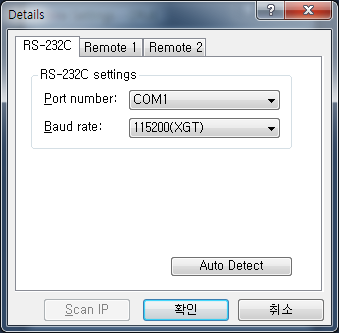 Details
RS-232C Remote 1 Remote 2
RS-232C settings
Port number: COM1
Baud rate: 115200(XGT)
Auto Detect
Scan IP 확인 취소